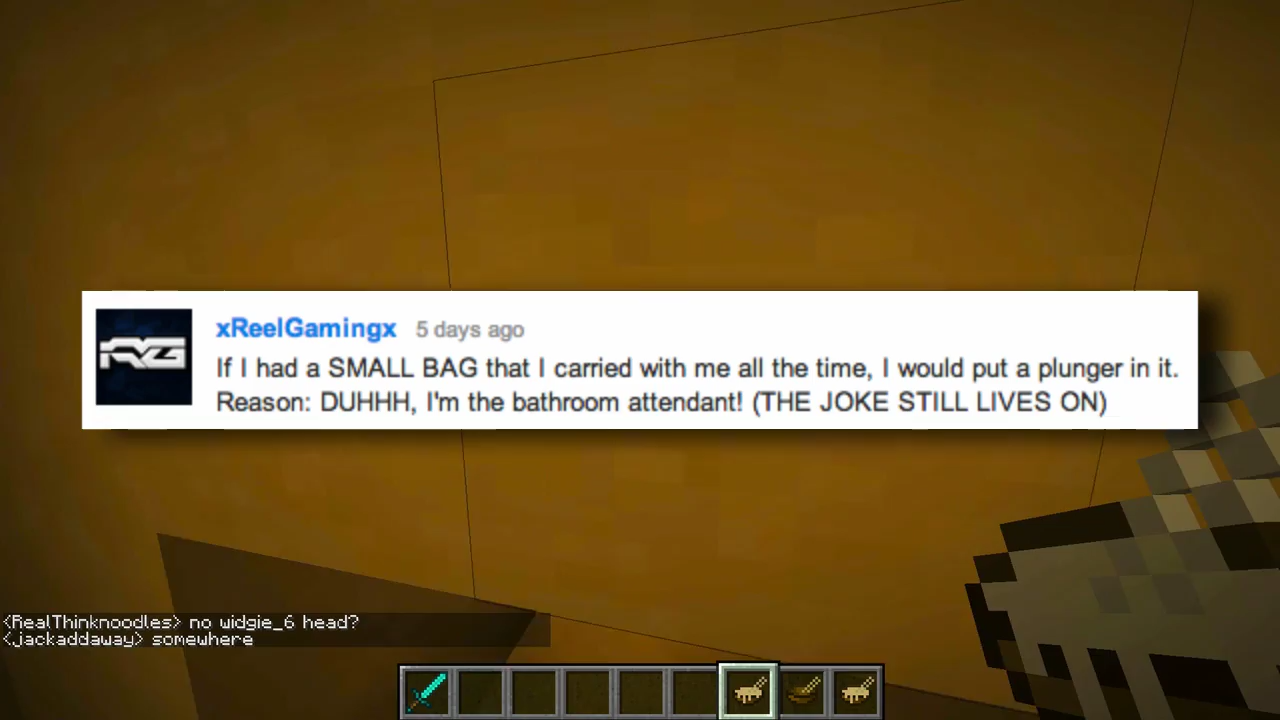 RG
xReelGamingx 5 days ago
If I had a SMALL BAG that I carried with me all the time, I would put a plunger in it.
Reason: DUHHH, I'm the bathroom attendant! (THE JOKE STILL LIVES ON)
<RealThinknoodles> no widgie_6 head?
<jackaddaway> somewhere